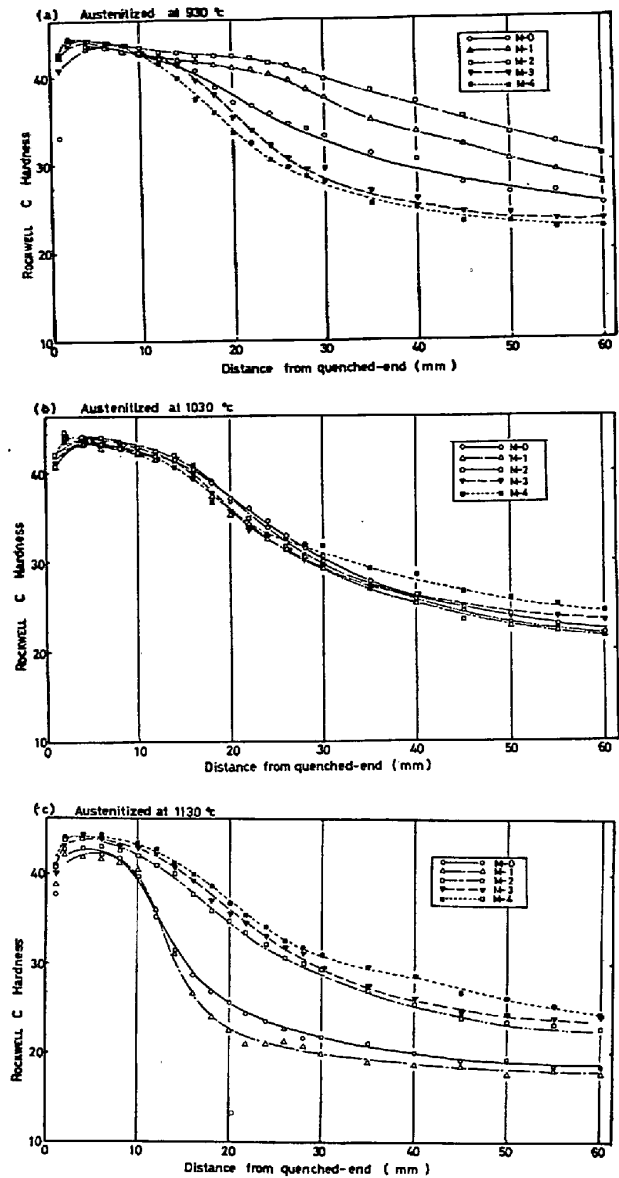 (a) Austenitized at 930 °c
M-0
M-1
M-2
M-3
M-4
ROCKWELL C Hardness
40
30
20
10
0 10 20 30 40 50 60
Distance from quenched-end (mm)
(b) Austenitized at 1030 °c
M-0
M-1
M-2
M-3
M-4
ROCKWELL C Hardness
40
30
20
10
0 10 20 30 40 50 60
Distance from quenched-end (mm)
(c) Austenitized at 1130 °c
M-0
M-1
M-2
M-3
M-4
ROCKWELL C Hardness
40
30
20
10
0 10 20 30 40 50 60
Distance from quenched-end (mm)